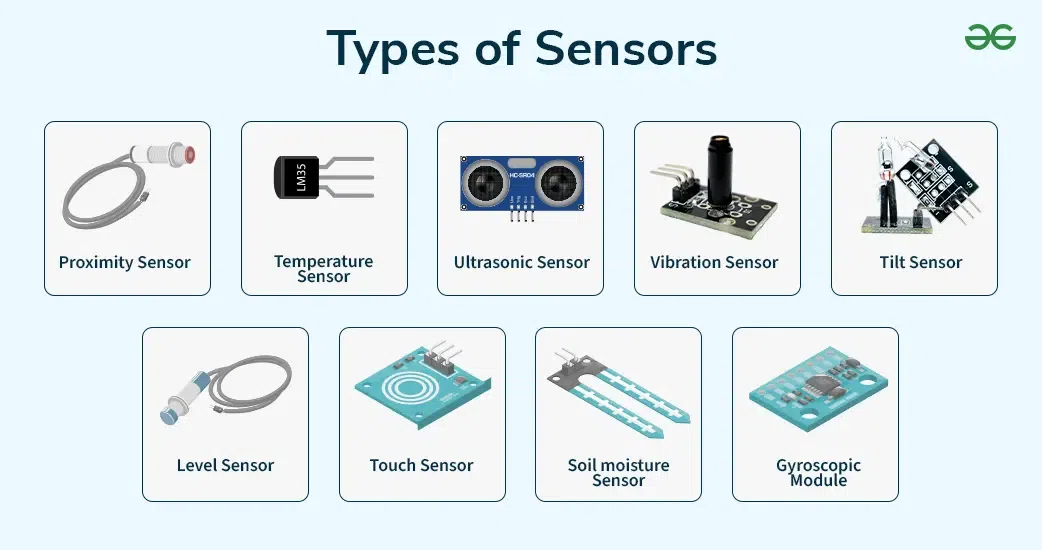 Types of Sensors
LM35
HC-SR04
Proximity Sensor
Temperature
Sensor
Ultrasonic Sensor
Vibration Sensor
Tilt Sensor
Level Sensor
Touch Sensor
Soil moisture
Sensor
Gyroscopic
Module